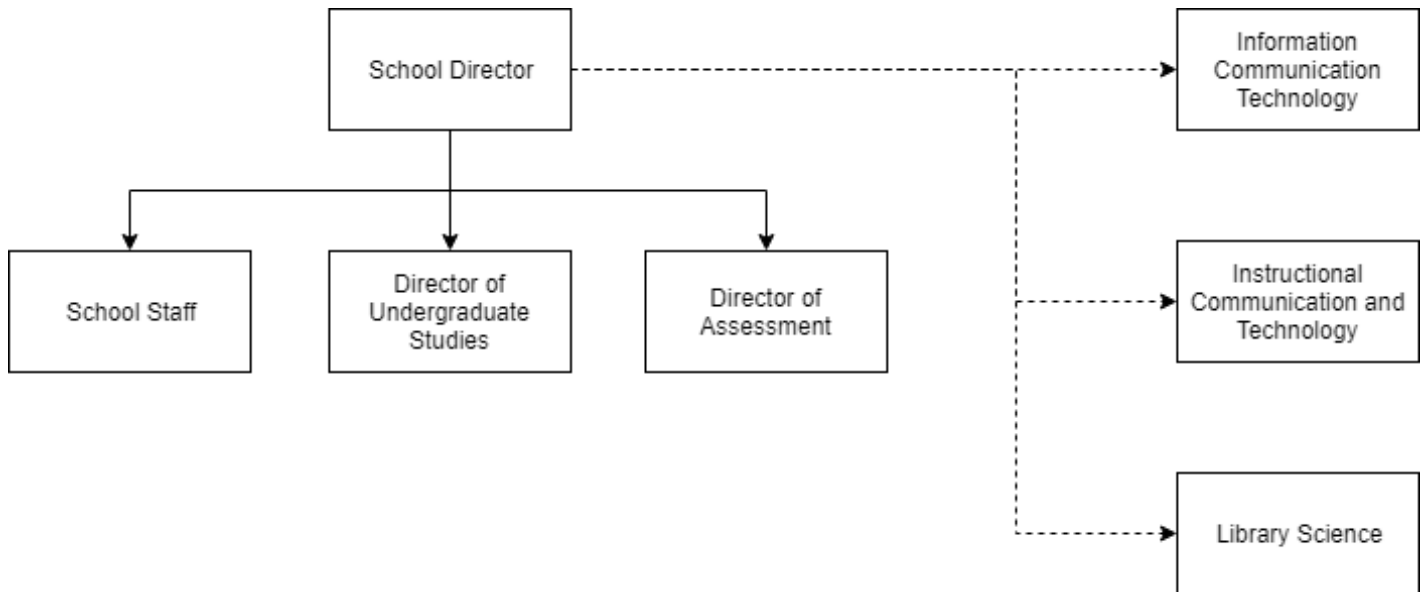 School Director
Information
Communication
Technology
School Staff
Director of
Undergraduate
Studies
Director of
Assessment
Instructional
Communication and
Technology
Library Science